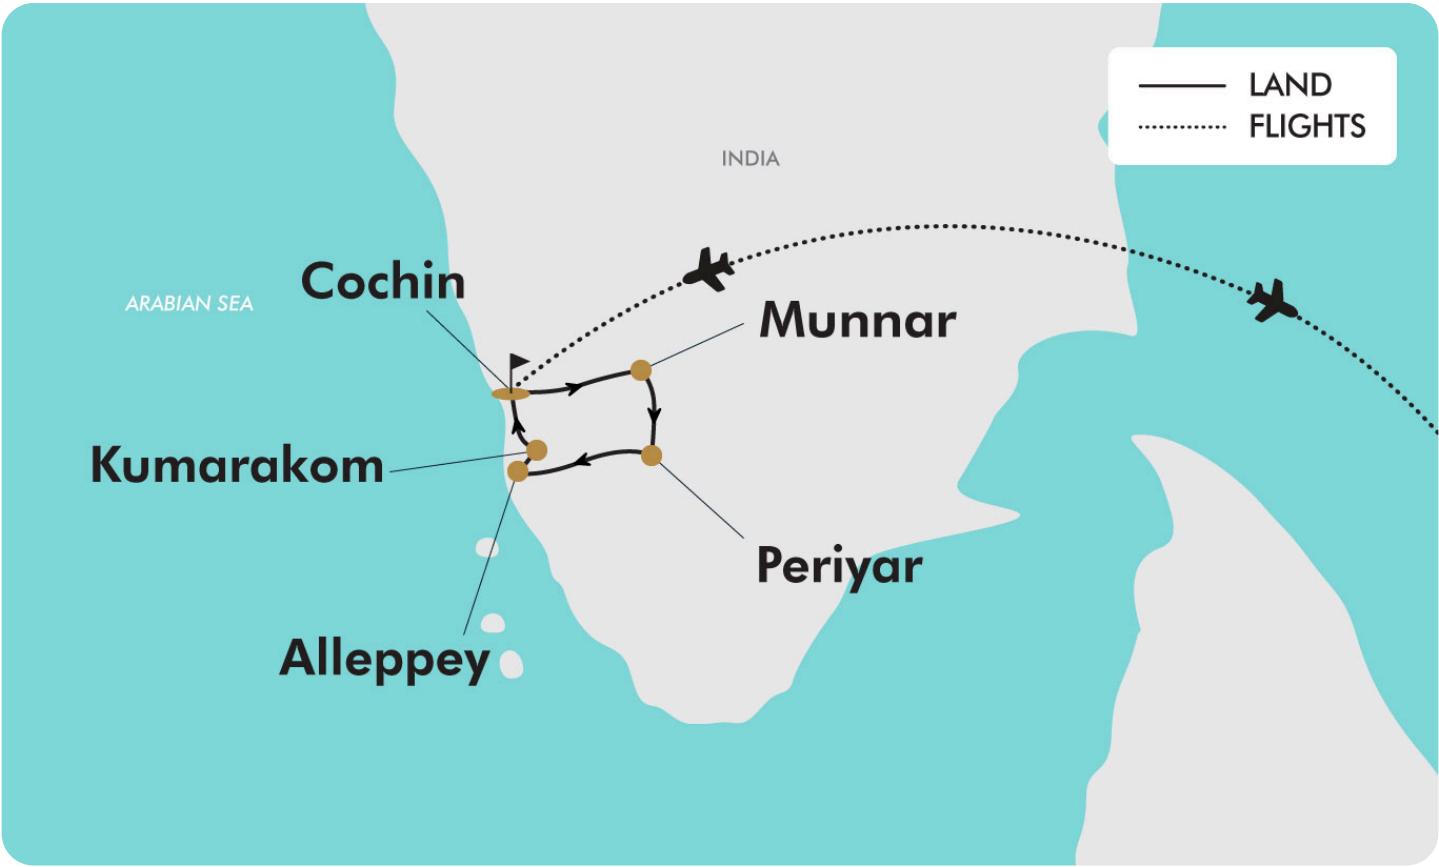 LAND
FLIGHTS
INDIA
Cochin
ARABIAN SEA
Munnar
Kumarakom
Periyar
Alleppey